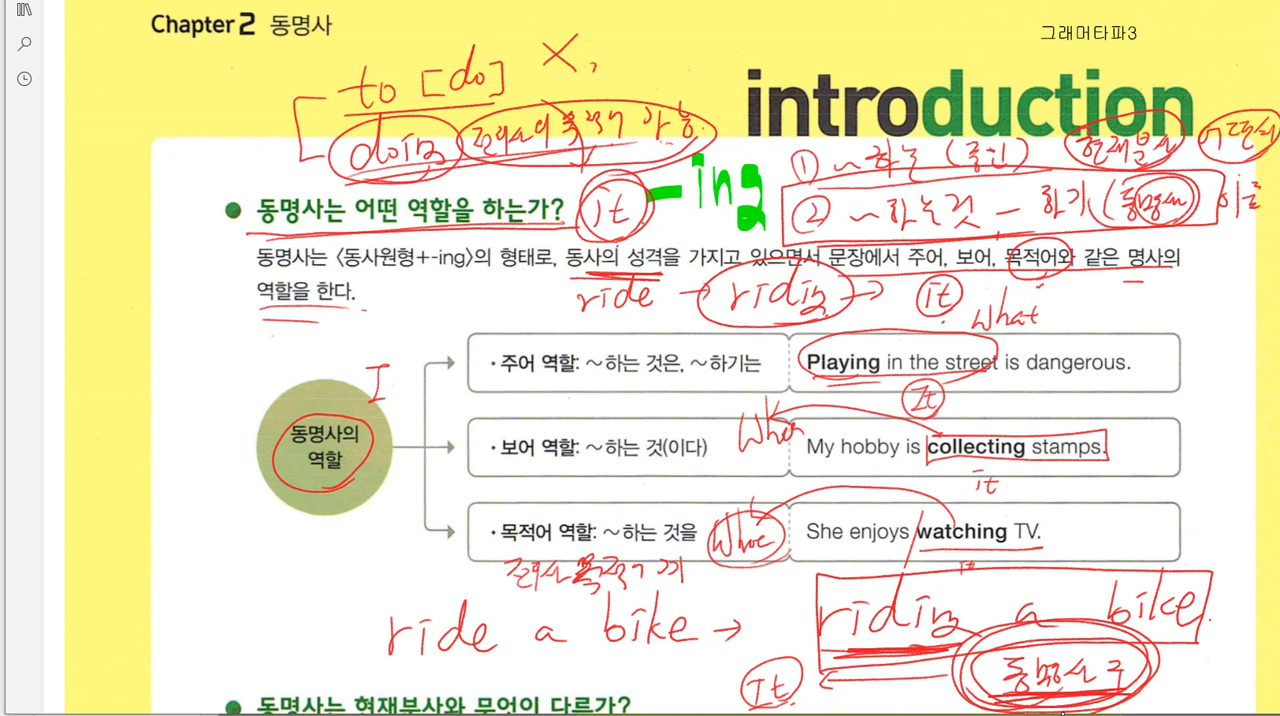 Chapter 2 동명사
그래머타파3
introduction
to [do] X,
doing 전치사의 목적어 가능.
① ~하는 (중인) 현재분사
-ing
② ~하는것 - 하기 (동명사)
동명사는 어떤 역할을 하는가? it
동명사는 〈동사원형+-ing〉의 형태로, 동사의 성격을 가지고 있으면서 문장에서 주어, 보어, 목적어와 같은 명사의
역할을 한다.
ride → riding → it
what
I
동명사의
역할
• 주어 역할: ~하는 것은, ~하기는
Playing in the street is dangerous.
It
• 보어 역할: ~하는 것(이다)
My hobby is collecting stamps.
it
• 목적어 역할: ~하는 것을
She enjoys watching TV.
it
전치사 목적어
ride a bike → riding a bike
It
동명사 구
동명사는 현재분사와 무엇이 다르가?